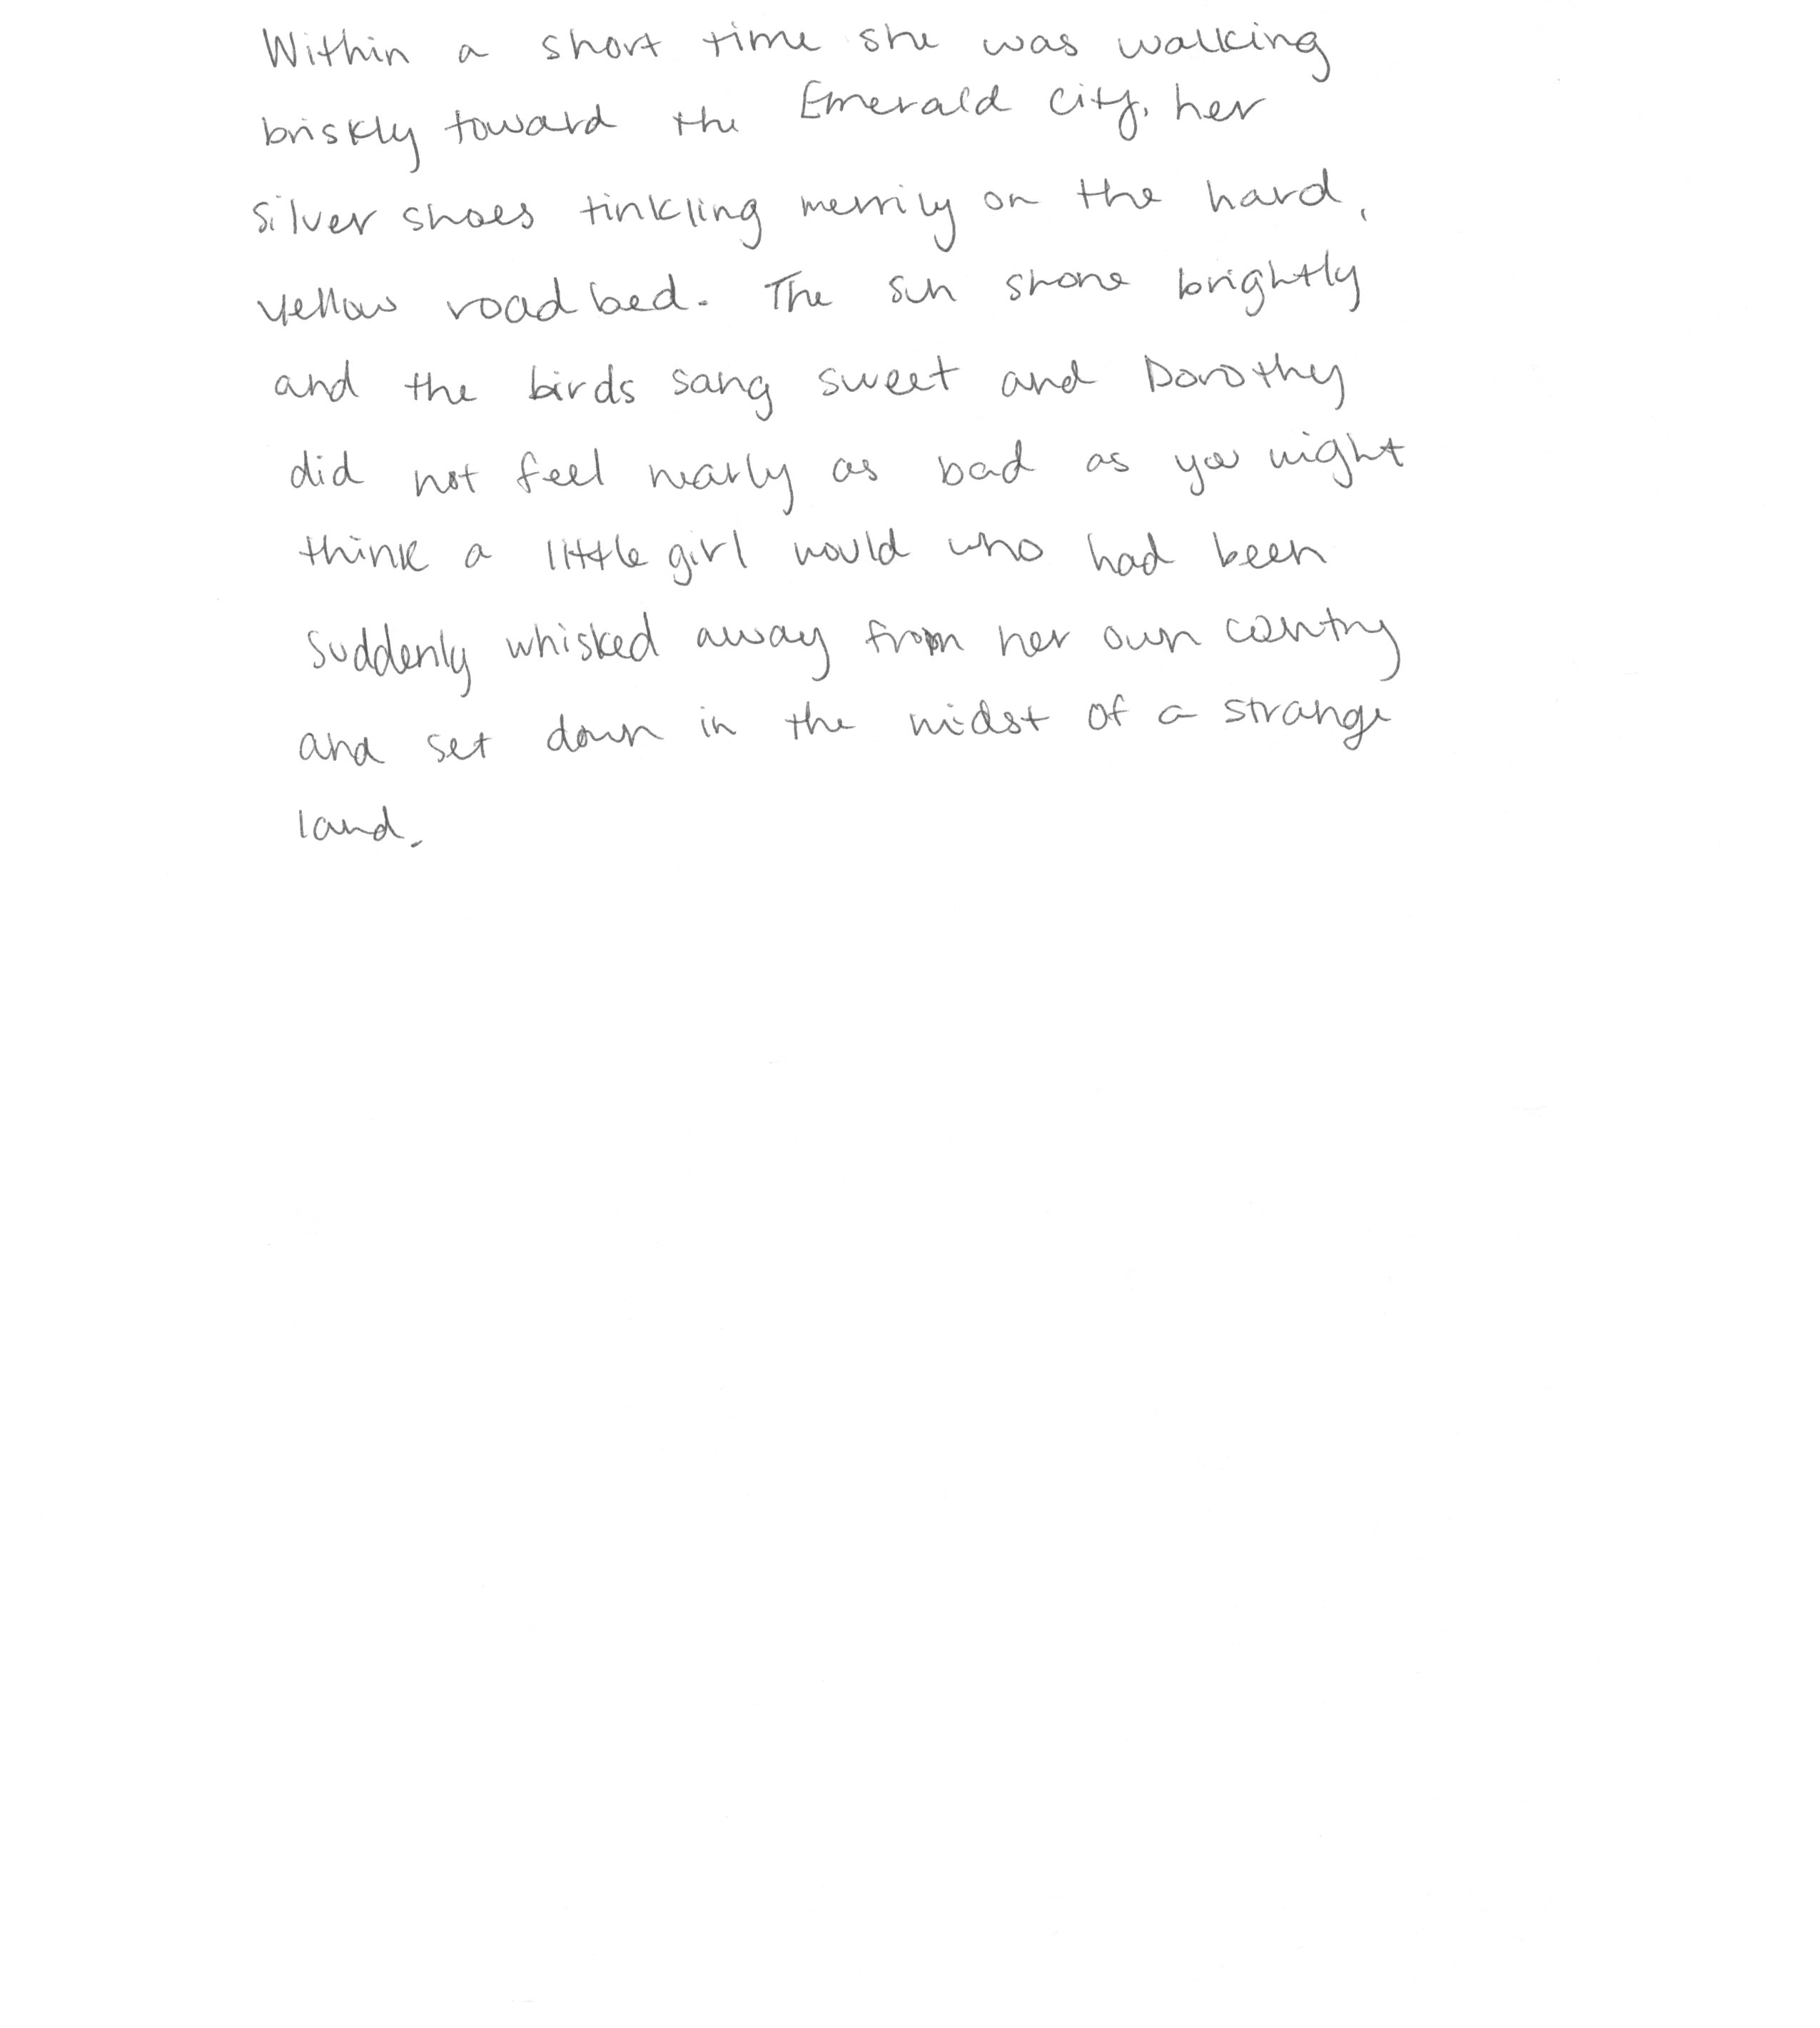 Within a short time she was walking
briskly toward the Emerald City, her
silver shoes tinkling merrily on the hard,
yellow roadbed. The sun shone brightly
and the birds sang sweet and Dorothy
did not feel nearly as bad as you might
think a little girl would who had been
suddenly whisked away from her own country
and set down in the midst of a strange
land.